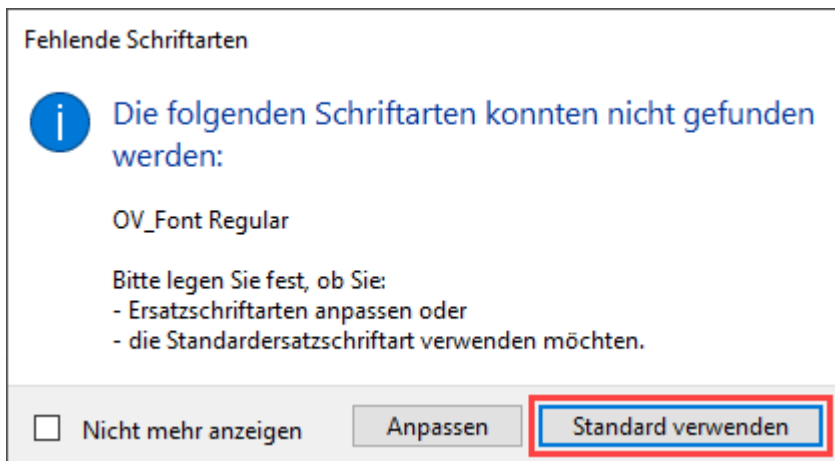 Fehlende Schriftarten
Die folgenden Schriftarten konnten nicht gefunden
werden:
OV_Font Regular
Bitte legen Sie fest, ob Sie:
- Ersatzschriftarten anpassen oder
- die Standardersatzschriftart verwenden möchten.
Nicht mehr anzeigen
Anpassen
Standard verwenden